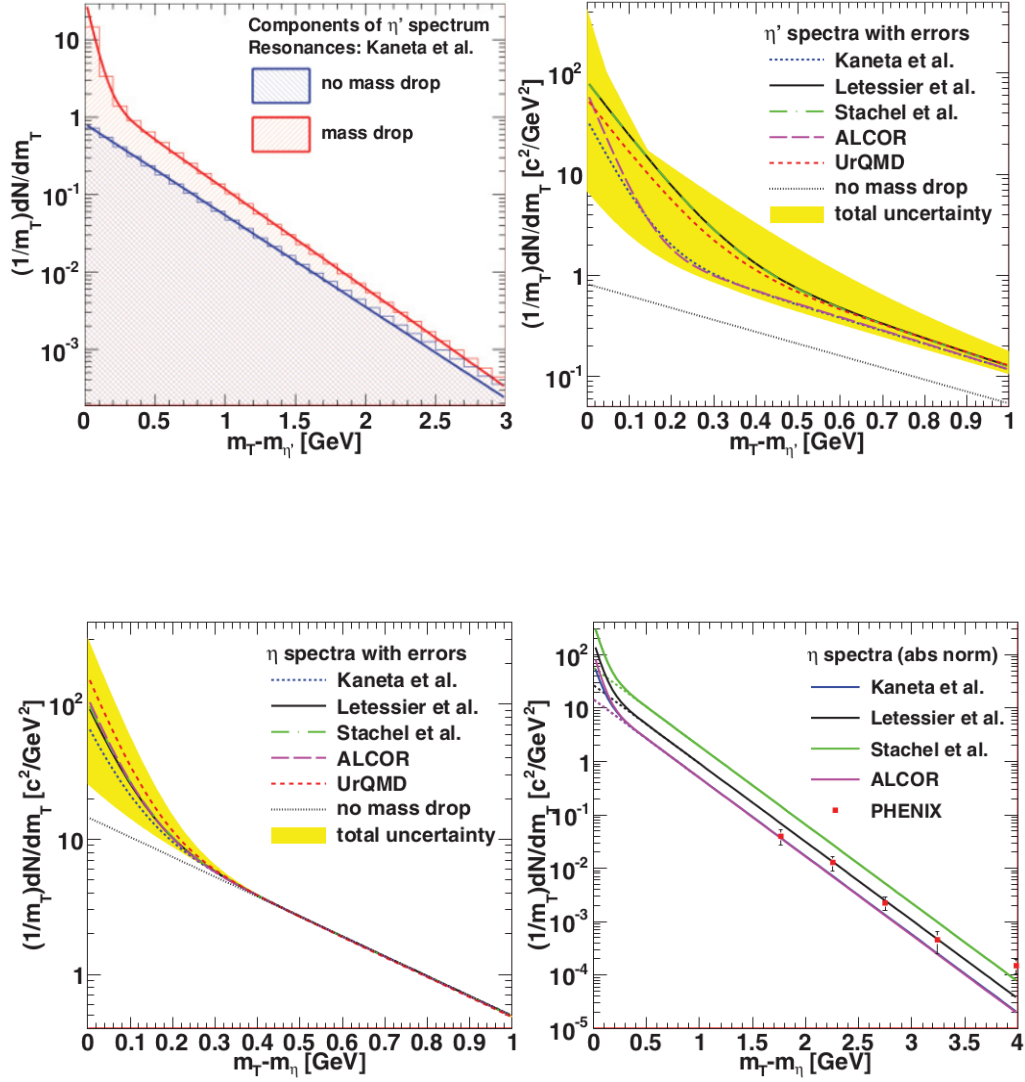 Components of η' spectrum
Resonances: Kaneta et al.
no mass drop
mass drop
(1/m_T)dN/dm_T
10
1
10^-1
10^-2
10^-3
0 0.5 1 1.5 2 2.5 3
m_T-m_η' [GeV]
η' spectra with errors
Kaneta et al.
Letessier et al.
Stachel et al.
ALCOR
UrQMD
no mass drop
total uncertainty
(1/m_T)dN/dm_T [c^2/GeV^2]
10^2
10
1
10^-1
0 0.1 0.2 0.3 0.4 0.5 0.6 0.7 0.8 0.9 1
m_T-m_η' [GeV]
η spectra with errors
Kaneta et al.
Letessier et al.
Stachel et al.
ALCOR
UrQMD
no mass drop
total uncertainty
(1/m_T)dN/dm_T [c^2/GeV^2]
10^2
10
1
0 0.1 0.2 0.3 0.4 0.5 0.6 0.7 0.8 0.9 1
m_T-m_η [GeV]
η spectra (abs norm)
Kaneta et al.
Letessier et al.
Stachel et al.
ALCOR
PHENIX
(1/m_T)dN/dm_T [c^2/GeV^2]
10^2
10
1
10^-1
10^-2
10^-3
10^-4
10^-5
0 0.5 1 1.5 2 2.5 3 3.5 4
m_T-m_η [GeV]